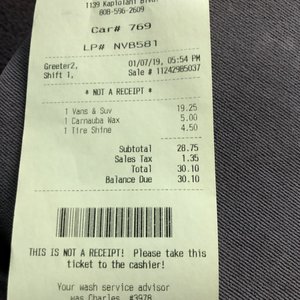 1139 Kapiolani Blvd.
808-596-2609
Car# 769
LP# NVB581
Greeter2, 01/07/19, 05:54 PM
Shift 1, Sale # 11242985037
* NOT A RECEIPT *
1 Vans & Suv 19.25
1 Carnauba Wax 5.00
1 Tire Shine 4.50
Subtotal 28.75
Sales Tax 1.35
Total 30.10
Balance Due 30.10
THIS IS NOT A RECEIPT! Please take this
ticket to the cashier!
Your wash service advisor
was Charles #3978